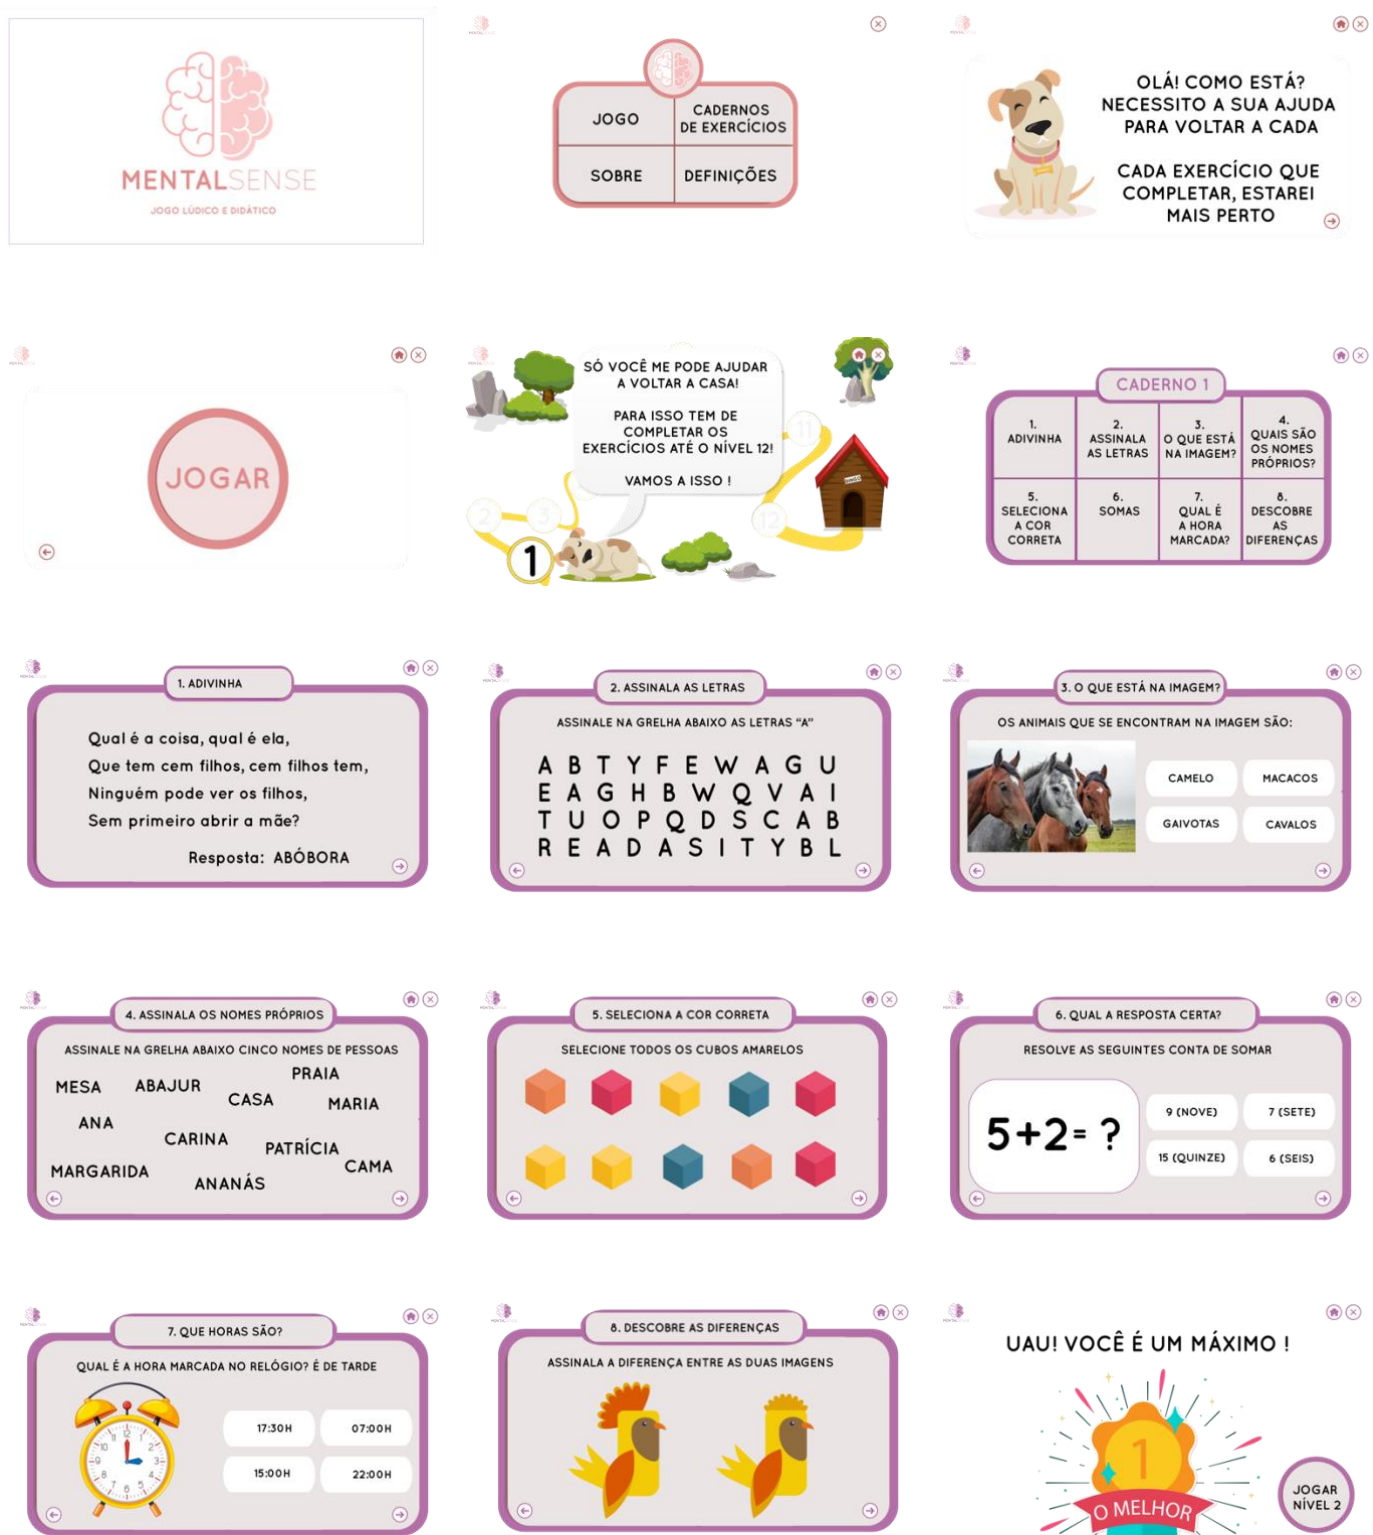 MENTALSENSE
JOGO LÚDICO E DIDÁTICO
JOGO
CADERNOS
DE EXERCÍCIOS
SOBRE
DEFINIÇÕES
OLÁ! COMO ESTÁ?
NECESSITO A SUA AJUDA
PARA VOLTAR A CADA
CADA EXERCÍCIO QUE
COMPLETAR, ESTAREI
MAIS PERTO
JOGAR
SÓ VOCÊ ME PODE AJUDAR
A VOLTAR A CASA!
PARA ISSO TEM DE
COMPLETAR OS
EXERCÍCIOS ATÉ O NÍVEL 12!
VAMOS A ISSO !
11
2
3
12
1
CADERNO 1
1.
ADIVINHA
2.
ASSINALA
AS LETRAS
3.
O QUE ESTÁ
NA IMAGEM?
4.
QUAIS SÃO
OS NOMES
PRÓPRIOS?
5.
SELECIONA
A COR
CORRETA
6.
SOMAS
7.
QUAL É
A HORA
MARCADA?
8.
DESCOBRE
AS
DIFERENÇAS
1. ADIVINHA
Qual é a coisa, qual é ela,
Que tem cem filhos, cem filhos tem,
Ninguém pode ver os filhos,
Sem primeiro abrir a mãe?
Resposta: ABÓBORA
2. ASSINALA AS LETRAS
ASSINALE NA GRELHA ABAIXO AS LETRAS “A”
A B T Y F E W A G U
E A G H B W Q V A I
T U O P Q D S C A B
R E A D A S I T Y B L
3. O QUE ESTÁ NA IMAGEM?
OS ANIMAIS QUE SE ENCONTRAM NA IMAGEM SÃO:
CAMELO
MACACOS
GAIVOTAS
CAVALOS
4. ASSINALA OS NOMES PRÓPRIOS
ASSINALE NA GRELHA ABAIXO CINCO NOMES DE PESSOAS
PRAIA
MESA
ABAJUR
CASA
MARIA
ANA
CARINA
PATRÍCIA
MARGARIDA
CAMA
ANANÁS
5. SELECIONA A COR CORRETA
SELECIONE TODOS OS CUBOS AMARELOS
6. QUAL A RESPOSTA CERTA?
RESOLVE AS SEGUINTES CONTA DE SOMAR
5+2= ?
9 (NOVE)
7 (SETE)
15 (QUINZE)
6 (SEIS)
7. QUE HORAS SÃO?
QUAL É A HORA MARCADA NO RELÓGIO? É DE TARDE
17:30H
07:00H
15:00H
22:00H
8. DESCOBRE AS DIFERENÇAS
ASSINALA A DIFERENÇA ENTRE AS DUAS IMAGENS
UAU! VOCÊ É UM MÁXIMO !
1
O MELHOR
JOGAR
NÍVEL 2